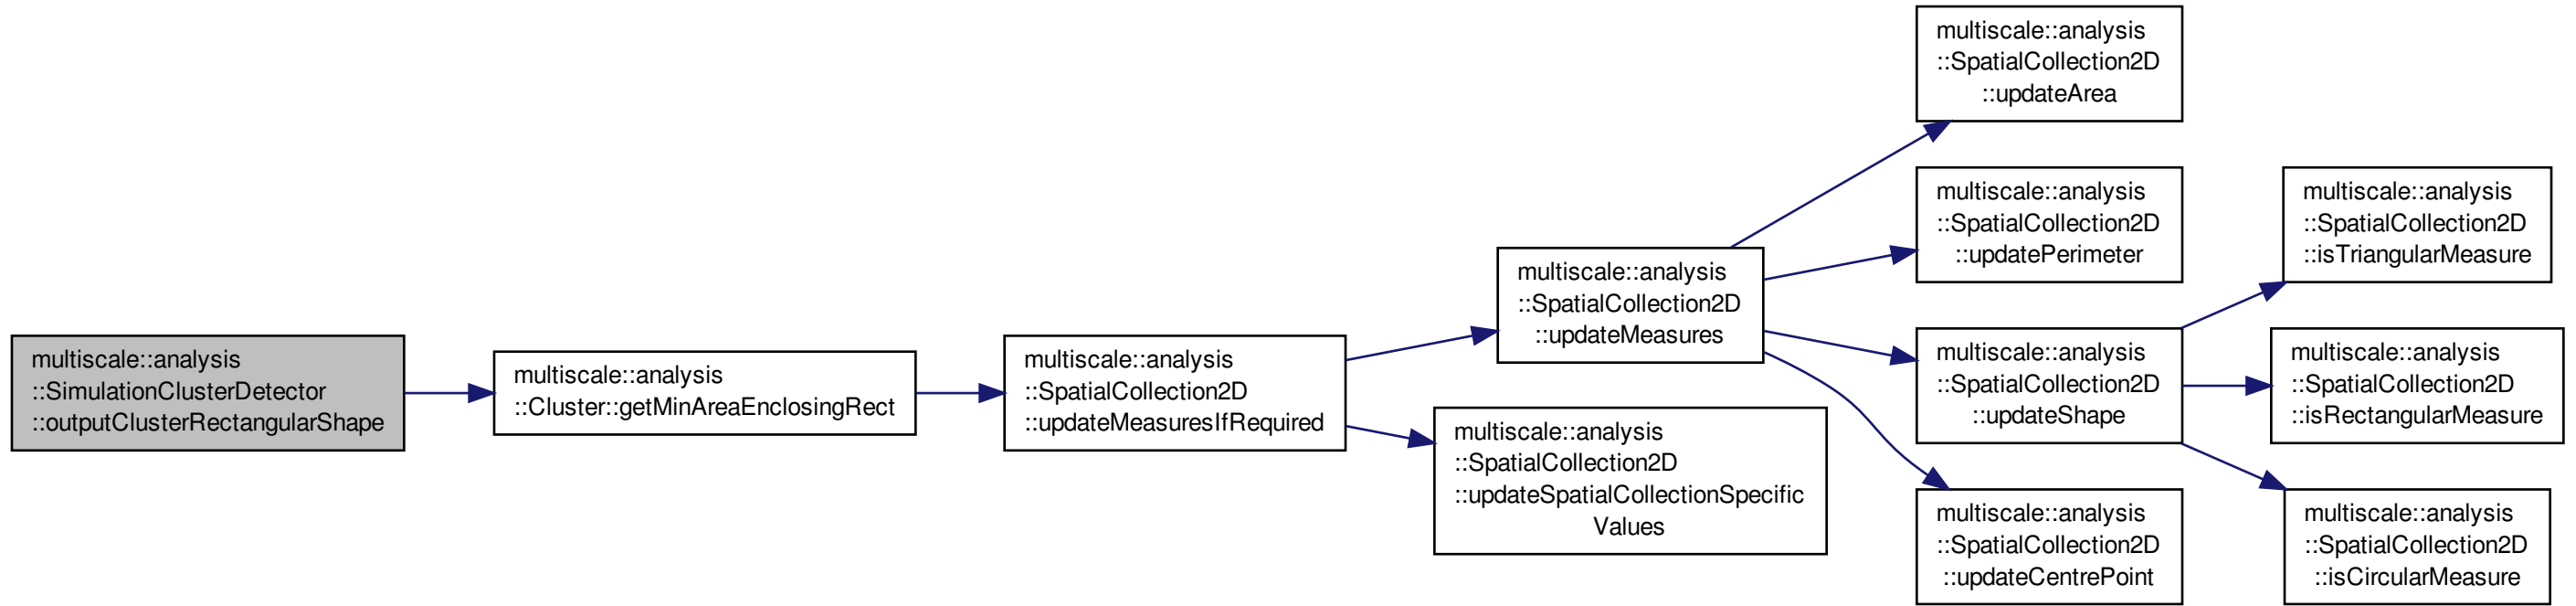 multiscale::analysis
::SimulationClusterDetector
::outputClusterRectangularShape
multiscale::analysis
::Cluster::getMinAreaEnclosingRect
multiscale::analysis
::SpatialCollection2D
::updateMeasuresIfRequired
multiscale::analysis
::SpatialCollection2D
::updateMeasures
multiscale::analysis
::SpatialCollection2D
::updateSpatialCollectionSpecific
Values
multiscale::analysis
::SpatialCollection2D
::updateArea
multiscale::analysis
::SpatialCollection2D
::updatePerimeter
multiscale::analysis
::SpatialCollection2D
::updateShape
multiscale::analysis
::SpatialCollection2D
::updateCentrePoint
multiscale::analysis
::SpatialCollection2D
::isTriangularMeasure
multiscale::analysis
::SpatialCollection2D
::isRectangularMeasure
multiscale::analysis
::SpatialCollection2D
::isCircularMeasure